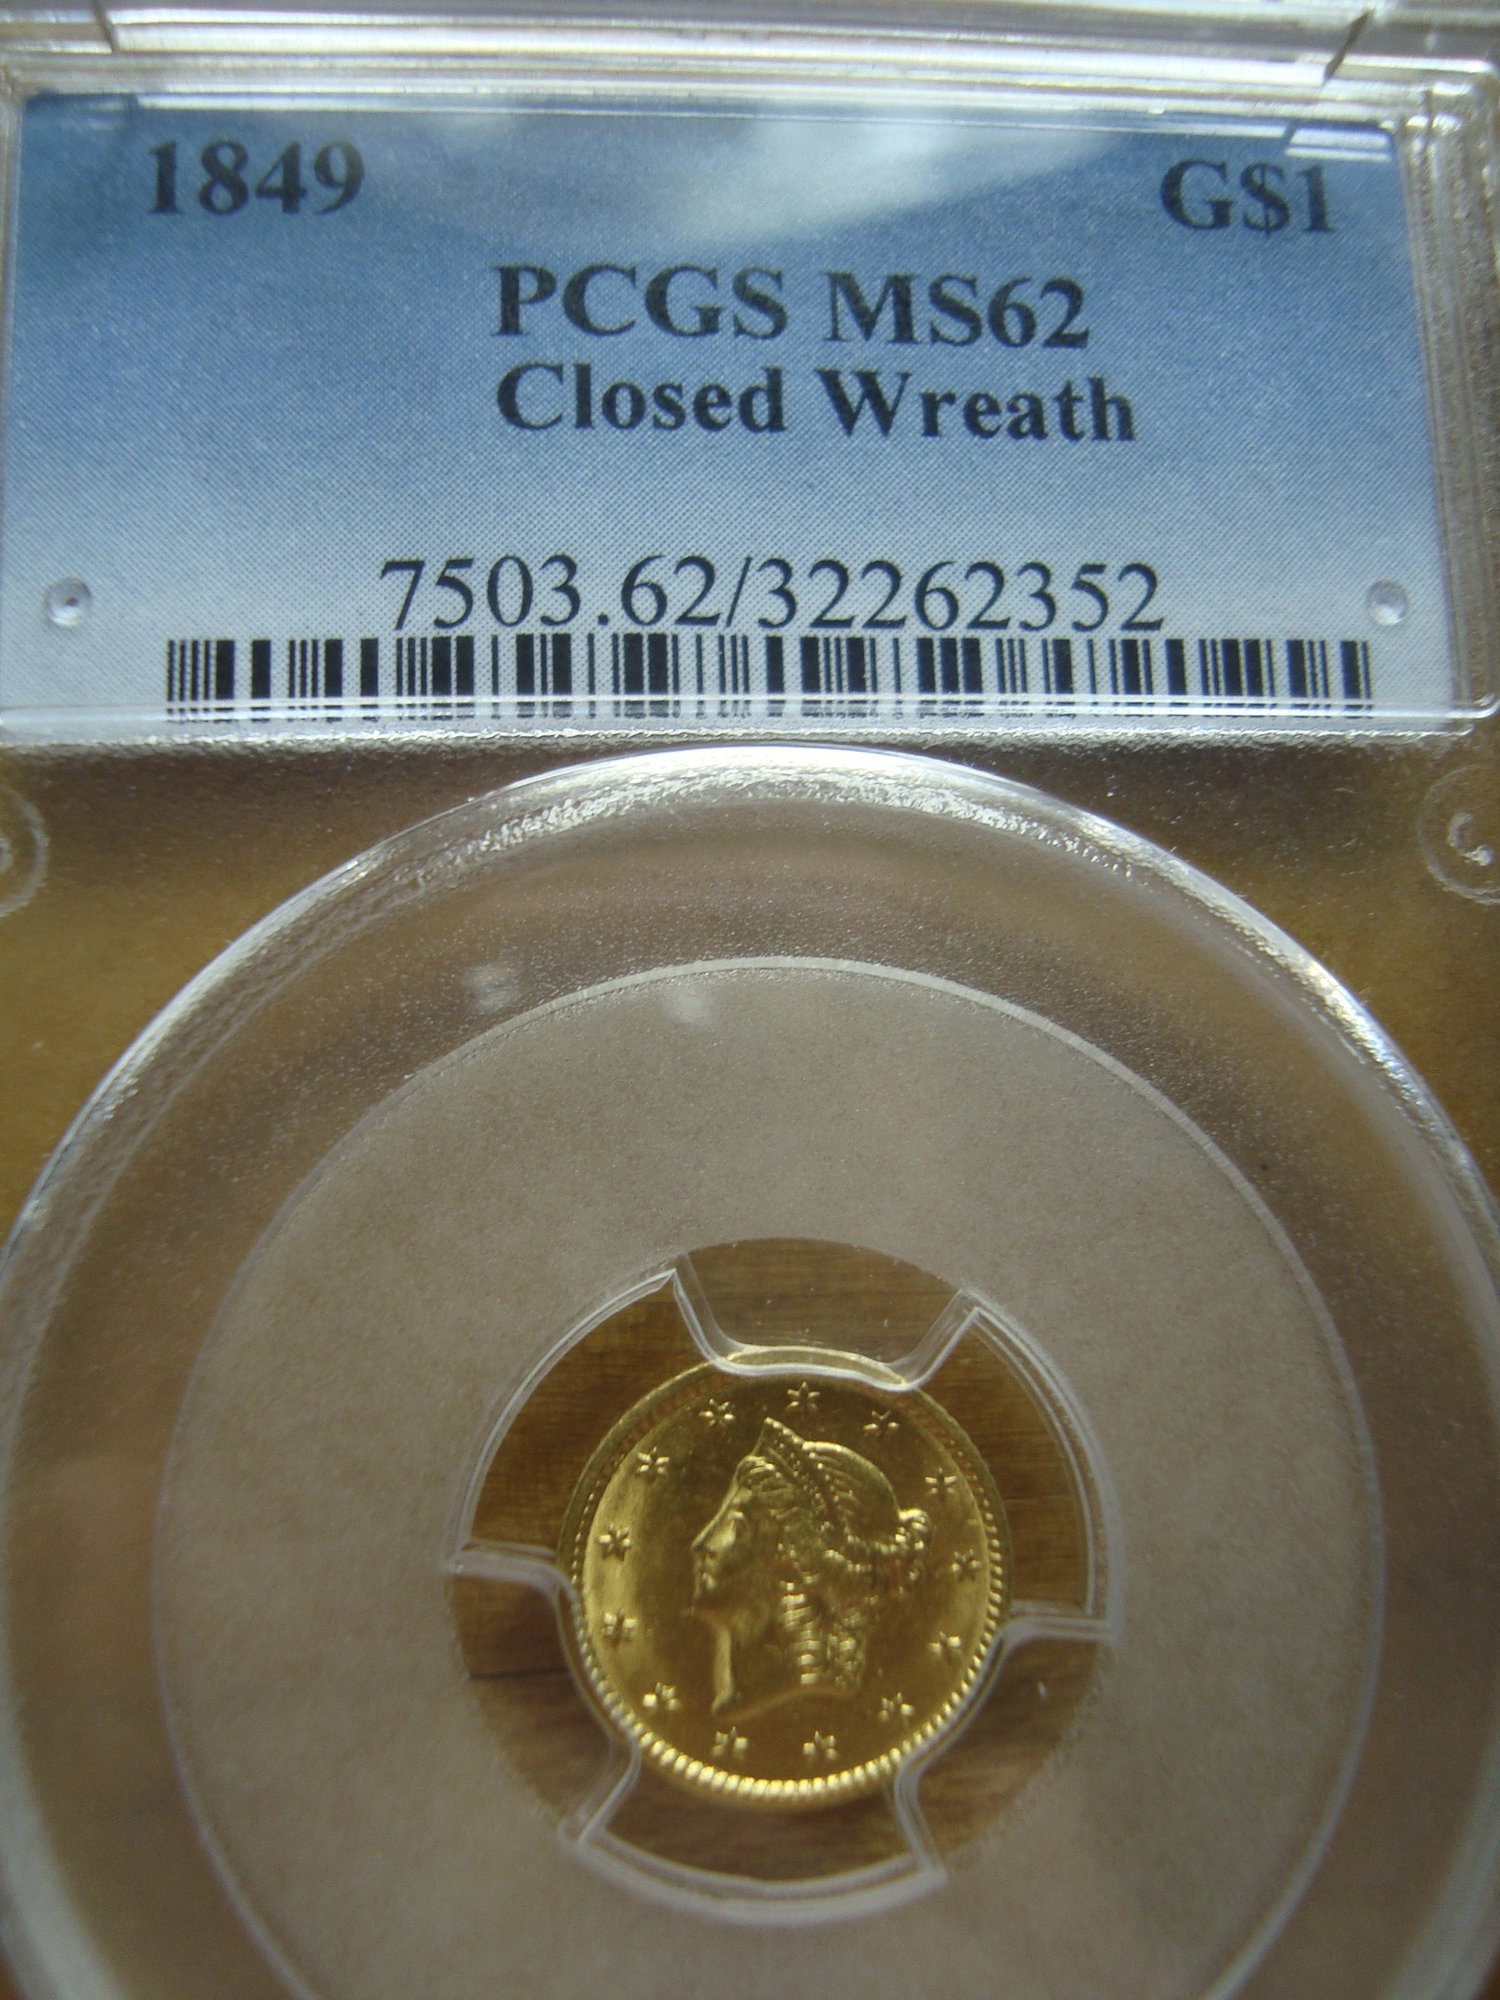 1849 G$1
PCGS MS62
Closed Wreath
7503.62/32262352